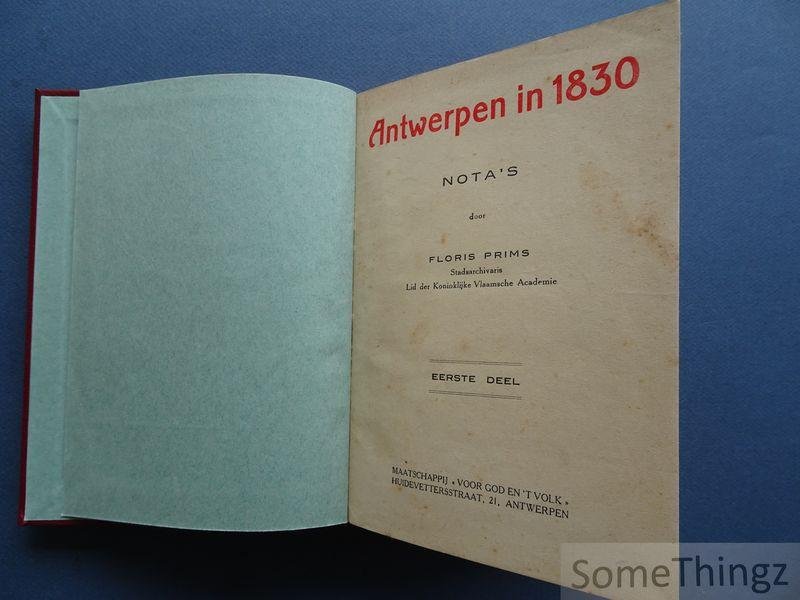 Antwerpen in 1830
NOTA'S
door
FLORIS PRIMS
Stadsarchivaris
Lid der Koninklijke Vlaamsche Academie
EERSTE DEEL
MAATSCHAPPIJ « VOOR GOD EN 'T VOLK »
HUIDEVETTERSSTRAAT, 21, ANTWERPEN
SomeThingz